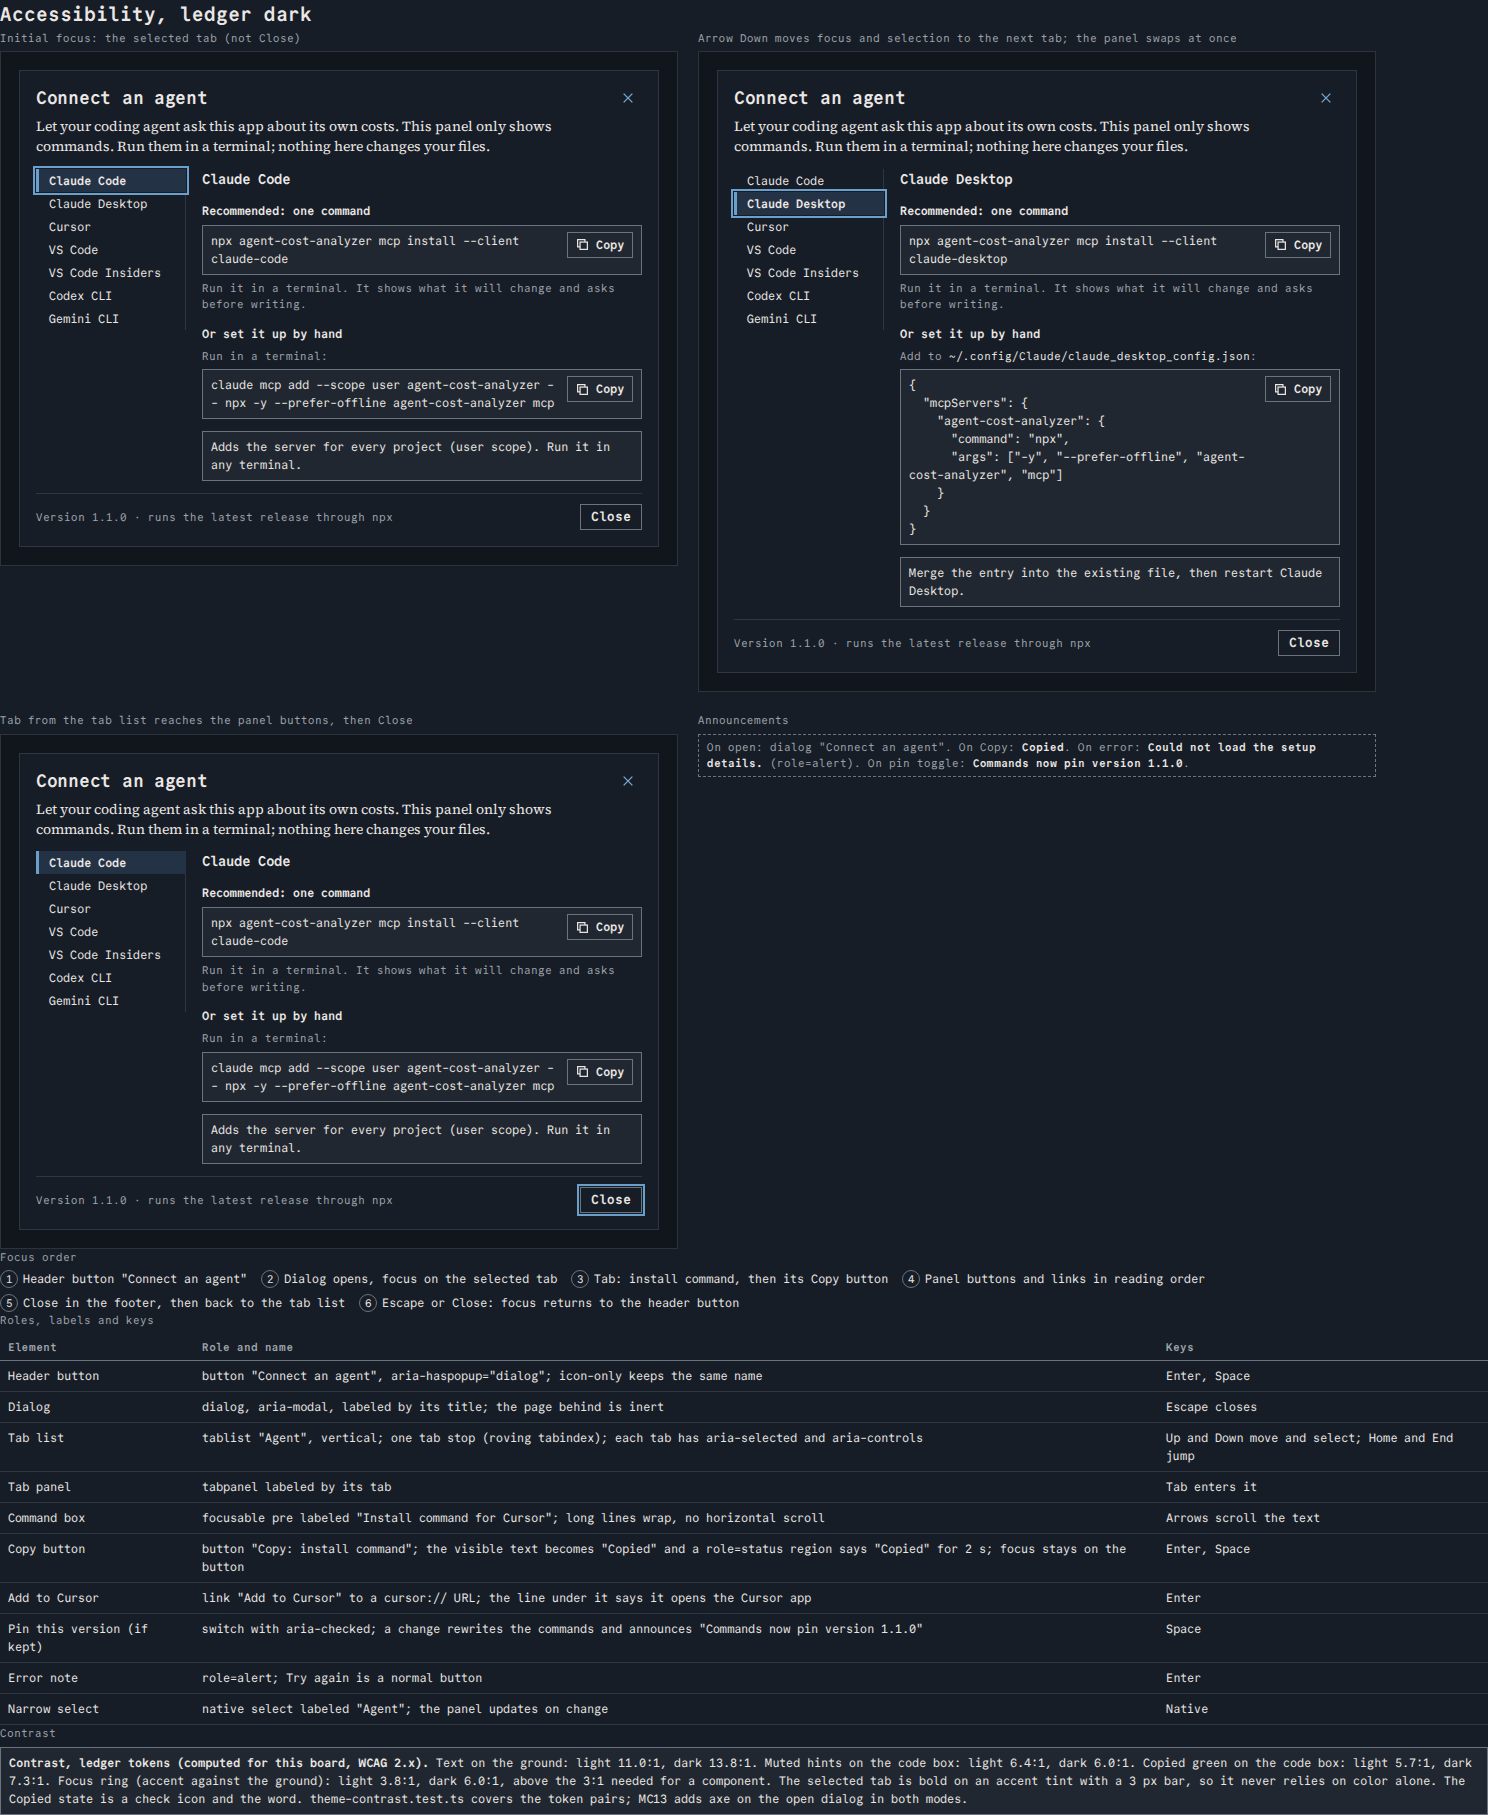 Accessibility, ledger dark
Initial focus: the selected tab (not Close)
Connect an agent
Let your coding agent ask this app about its own costs. This panel only shows
commands. Run them in a terminal; nothing here changes your files.
Claude Code
Claude Desktop
Cursor
VS Code
VS Code Insiders
Codex CLI
Gemini CLI
Claude Code
Recommended: one command
npx agent-cost-analyzer mcp install --client
claude-code
Copy
Run it in a terminal. It shows what it will change and asks
before writing.
Or set it up by hand
Run in a terminal:
claude mcp add --scope user agent-cost-analyzer -
- npx -y --prefer-offline agent-cost-analyzer mcp
Copy
Adds the server for every project (user scope). Run it in
any terminal.
Version 1.1.0 · runs the latest release through npx
Close
Arrow Down moves focus and selection to the next tab; the panel swaps at once
Connect an agent
Let your coding agent ask this app about its own costs. This panel only shows
commands. Run them in a terminal; nothing here changes your files.
Claude Code
Claude Desktop
Cursor
VS Code
VS Code Insiders
Codex CLI
Gemini CLI
Claude Desktop
Recommended: one command
npx agent-cost-analyzer mcp install --client
claude-desktop
Copy
Run it in a terminal. It shows what it will change and asks
before writing.
Or set it up by hand
Add to ~/.config/Claude/claude_desktop_config.json:
{
  "mcpServers": {
    "agent-cost-analyzer": {
      "command": "npx",
      "args": ["-y", "--prefer-offline", "agent-
cost-analyzer", "mcp"]
    }
  }
}
Copy
Merge the entry into the existing file, then restart Claude
Desktop.
Version 1.1.0 · runs the latest release through npx
Close
Tab from the tab list reaches the panel buttons, then Close
Connect an agent
Let your coding agent ask this app about its own costs. This panel only shows
commands. Run them in a terminal; nothing here changes your files.
Claude Code
Claude Desktop
Cursor
VS Code
VS Code Insiders
Codex CLI
Gemini CLI
Claude Code
Recommended: one command
npx agent-cost-analyzer mcp install --client
claude-code
Copy
Run it in a terminal. It shows what it will change and asks
before writing.
Or set it up by hand
Run in a terminal:
claude mcp add --scope user agent-cost-analyzer -
- npx -y --prefer-offline agent-cost-analyzer mcp
Copy
Adds the server for every project (user scope). Run it in
any terminal.
Version 1.1.0 · runs the latest release through npx
Close
Announcements
On open: dialog "Connect an agent". On Copy: Copied. On error: Could not load the setup
details. (role=alert). On pin toggle: Commands now pin version 1.1.0.
Focus order
1 Header button "Connect an agent" 2 Dialog opens, focus on the selected tab 3 Tab: install command, then its Copy button 4 Panel buttons and links in reading order
5 Close in the footer, then back to the tab list 6 Escape or Close: focus returns to the header button
Roles, labels and keys
Element Role and name Keys
Header button button "Connect an agent", aria-haspopup="dialog"; icon-only keeps the same name Enter, Space
Dialog dialog, aria-modal, labeled by its title; the page behind is inert Escape closes
Tab list tablist "Agent", vertical; one tab stop (roving tabindex); each tab has aria-selected and aria-controls Up and Down move and select; Home and End
jump
Tab panel tabpanel labeled by its tab Tab enters it
Command box focusable pre labeled "Install command for Cursor"; long lines wrap, no horizontal scroll Arrows scroll the text
Copy button button "Copy: install command"; the visible text becomes "Copied" and a role=status region says "Copied" for 2 s; focus stays on the Enter, Space
button
Add to Cursor link "Add to Cursor" to a cursor:// URL; the line under it says it opens the Cursor app Enter
Pin this version (if switch with aria-checked; a change rewrites the commands and announces "Commands now pin version 1.1.0" Space
kept)
Error note role=alert; Try again is a normal button Enter
Narrow select native select labeled "Agent"; the panel updates on change Native
Contrast
Contrast, ledger tokens (computed for this board, WCAG 2.x). Text on the ground: light 11.0:1, dark 13.8:1. Muted hints on the code box: light 6.4:1, dark 6.0:1. Copied green on the code box: light 5.7:1, dark
7.3:1. Focus ring (accent against the ground): light 3.8:1, dark 6.0:1, above the 3:1 needed for a component. The selected tab is bold on an accent tint with a 3 px bar, so it never relies on color alone. The
Copied state is a check icon and the word. theme-contrast.test.ts covers the token pairs; MC13 adds axe on the open dialog in both modes.